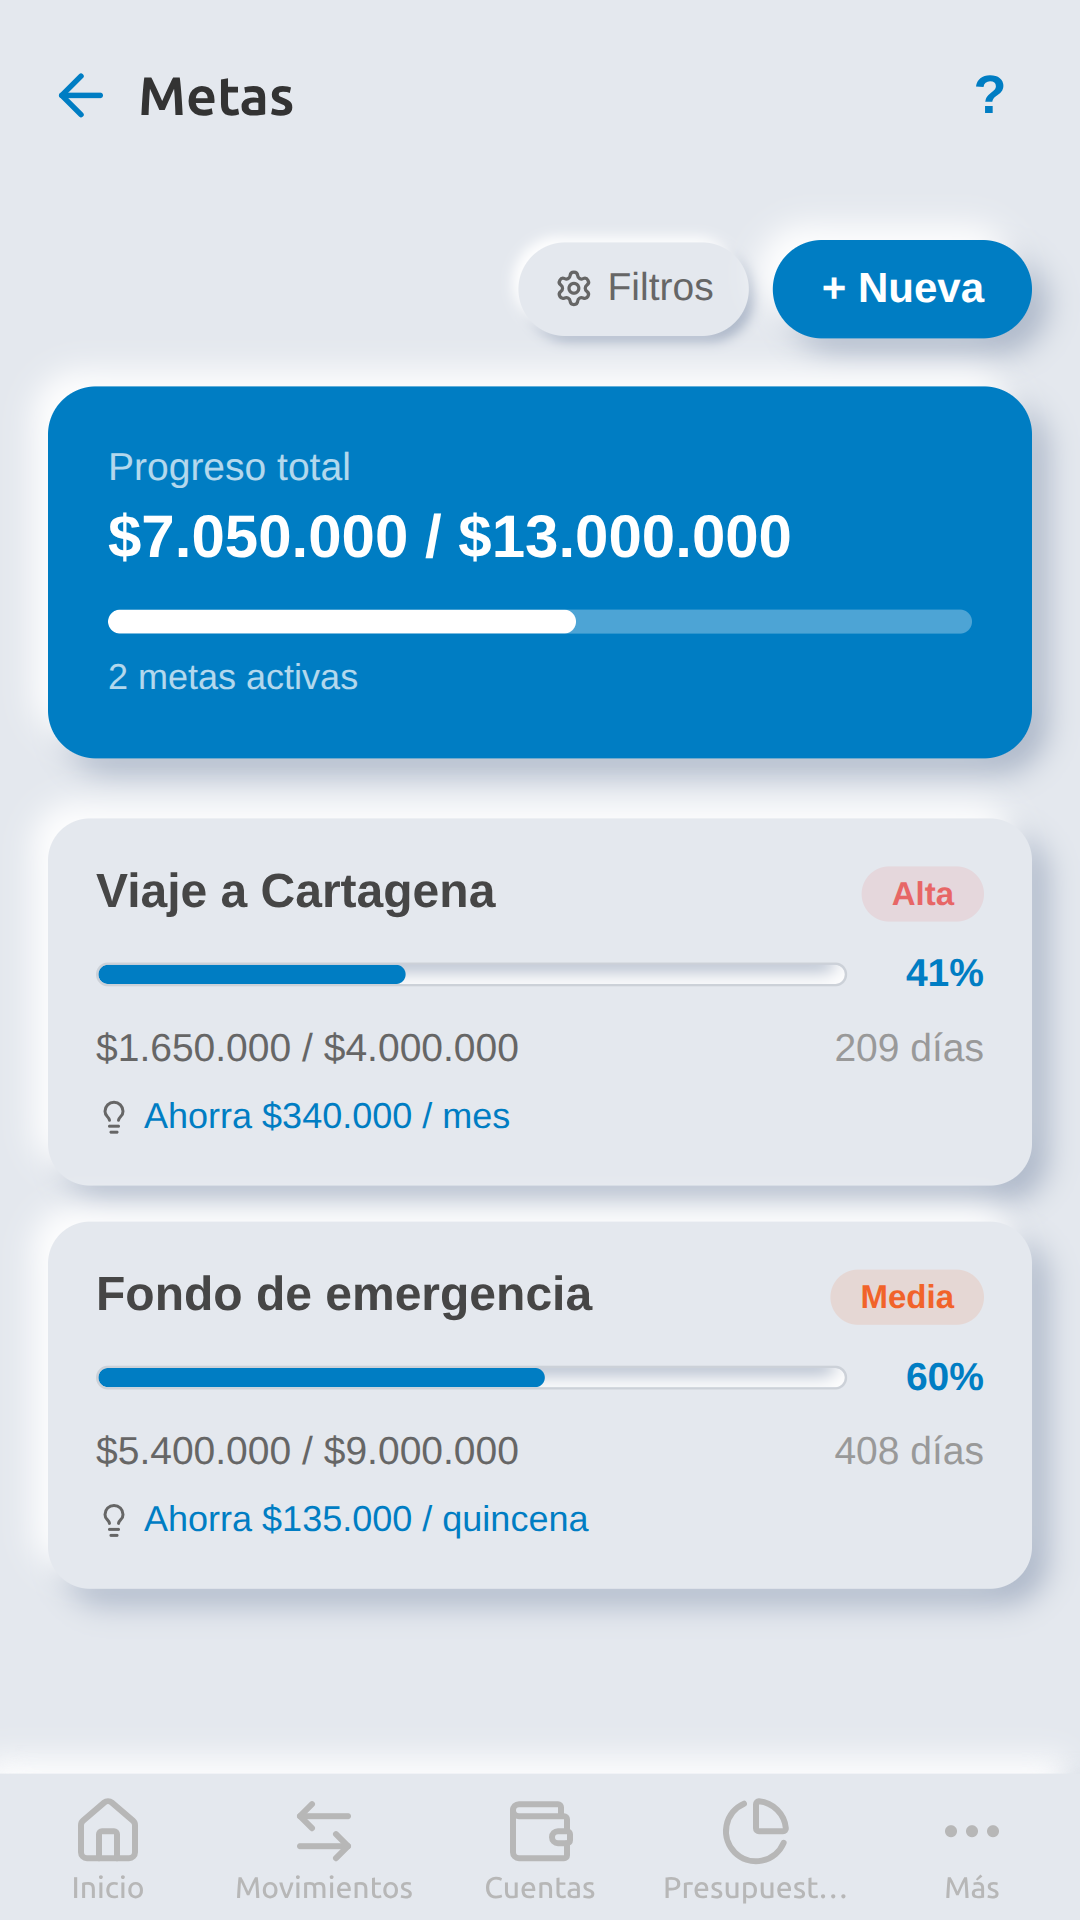 Metas
?
Filtros
+ Nueva
Progreso total
$7.050.000 / $13.000.000
2 metas activas
Viaje a Cartagena
Alta
41%
$1.650.000 / $4.000.000
209 días
Ahorra $340.000 / mes
Fondo de emergencia
Media
60%
$5.400.000 / $9.000.000
408 días
Ahorra $135.000 / quincena
Inicio
Movimientos
Cuentas
Presupuest...
Más